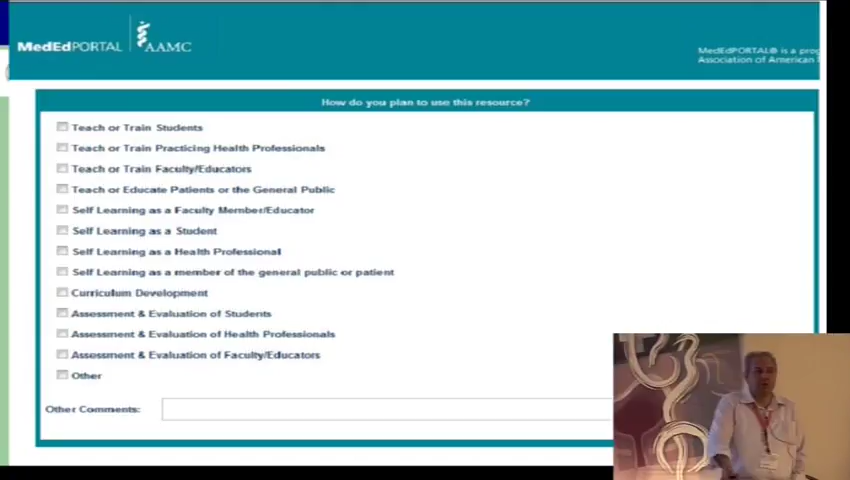 MedEdPORTAL AAMC
MedEdPORTAL® is a prog
Association of American
How do you plan to use this resource?
Teach or Train Students
Teach or Train Practicing Health Professionals
Teach or Train Faculty/Educators
Teach or Educate Patients or the General Public
Self Learning as a Faculty Member/Educator
Self Learning as a Student
Self Learning as a Health Professional
Self Learning as a member of the general public or patient
Curriculum Development
Assessment & Evaluation of Students
Assessment & Evaluation of Health Professionals
Assessment & Evaluation of Faculty/Educators
Other
Other Comments: